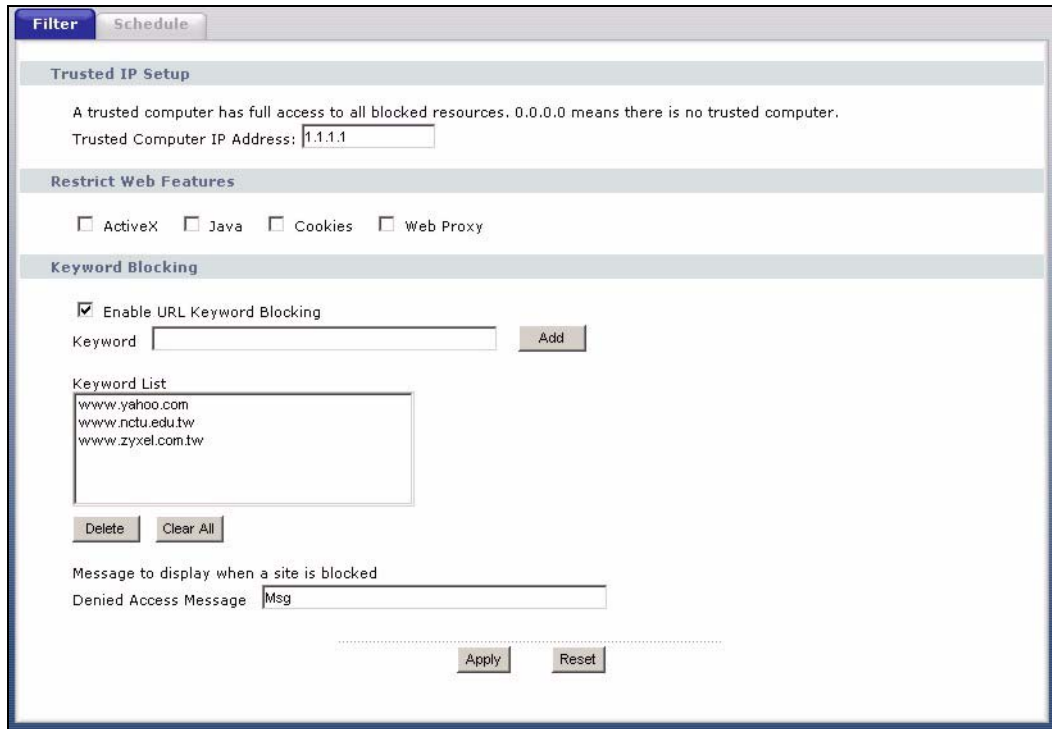 Filter Schedule
Trusted IP Setup
A trusted computer has full access to all blocked resources. 0.0.0.0 means there is no trusted computer.
Trusted Computer IP Address: 1.1.1.1
Restrict Web Features
ActiveX Java Cookies Web Proxy
Keyword Blocking
Enable URL Keyword Blocking
Keyword Add
Keyword List
www.yahoo.com
www.nctu.edu.tw
www.zyxel.com.tw
Delete Clear All
Message to display when a site is blocked
Denied Access Message Msg
Apply Reset